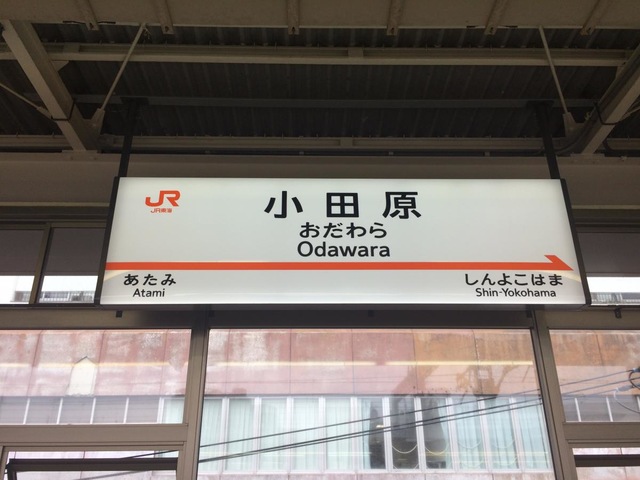 JR
JR東海
小田原
おだわら
Odawara
あたみ
Atami
しんよこはま
Shin-Yokohama